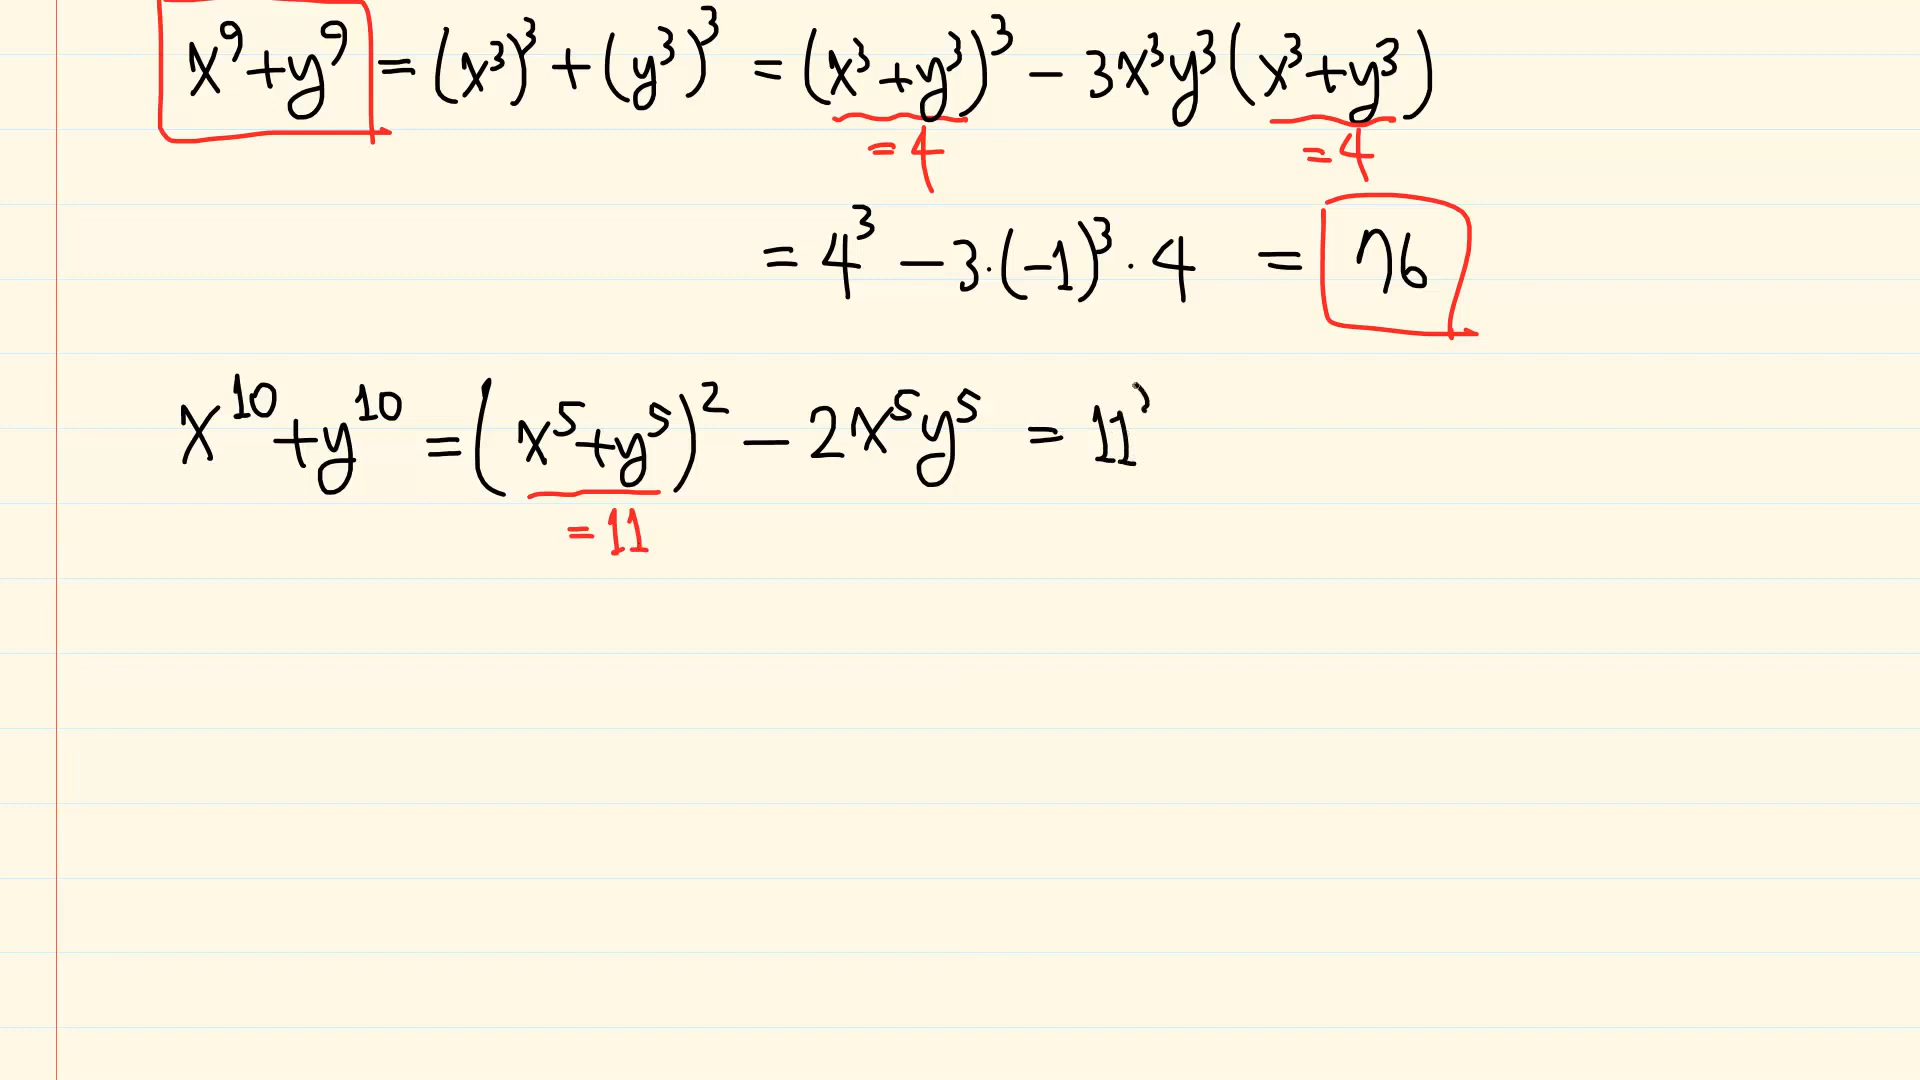 x⁹+y⁹ = (x³)³ + (y³)³ = (x³+y³)³ − 3x³y³(x³+y³)
=4 =4
= 4³ − 3·(−1)³·4 = 76
x¹⁰+y¹⁰ = (x⁵+y⁵)² − 2x⁵y⁵ = 11
=11